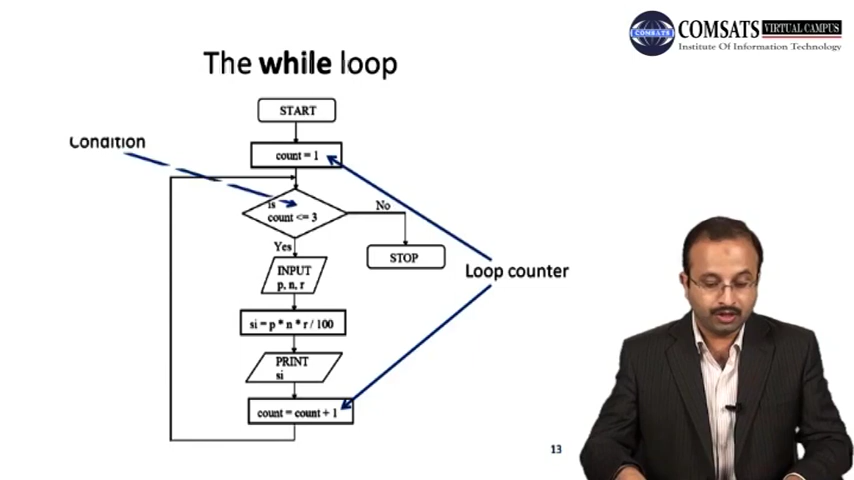 COMSATS VIRTUAL CAMPUS
COMSATS
Institute Of Information Technology
The while loop
START
Condition
count = 1
is
count <= 3
No
Yes
STOP
INPUT
p, n, r
Loop counter
si = p * n * r / 100
PRINT
si
count = count + 1
13